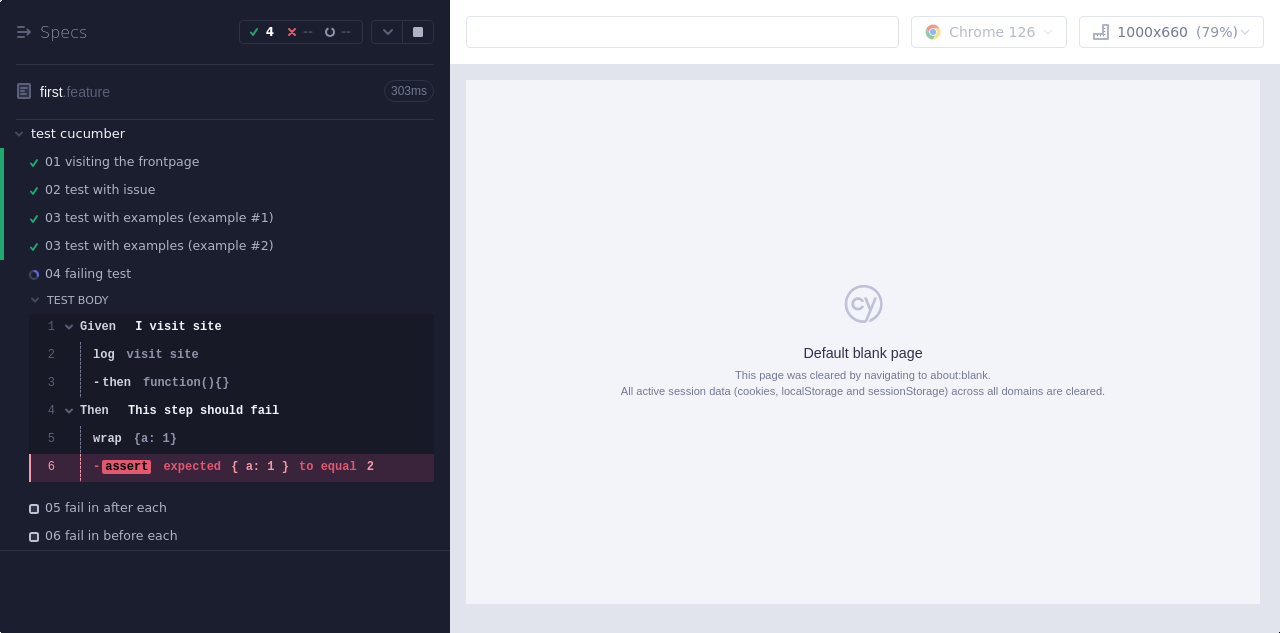 Specs
4 -- --
first.feature 303ms
test cucumber
01 visiting the frontpage
02 test with issue
03 test with examples (example #1)
03 test with examples (example #2)
04 failing test
TEST BODY
1 Given I visit site
2 log visit site
3 -then function(){}
4 Then This step should fail
5 wrap {a: 1}
6 -assert expected { a: 1 } to equal 2
05 fail in after each
06 fail in before each
Chrome 126
1000x660 (79%)
cy
Default blank page
This page was cleared by navigating to about:blank.
All active session data (cookies, localStorage and sessionStorage) across all domains are cleared.